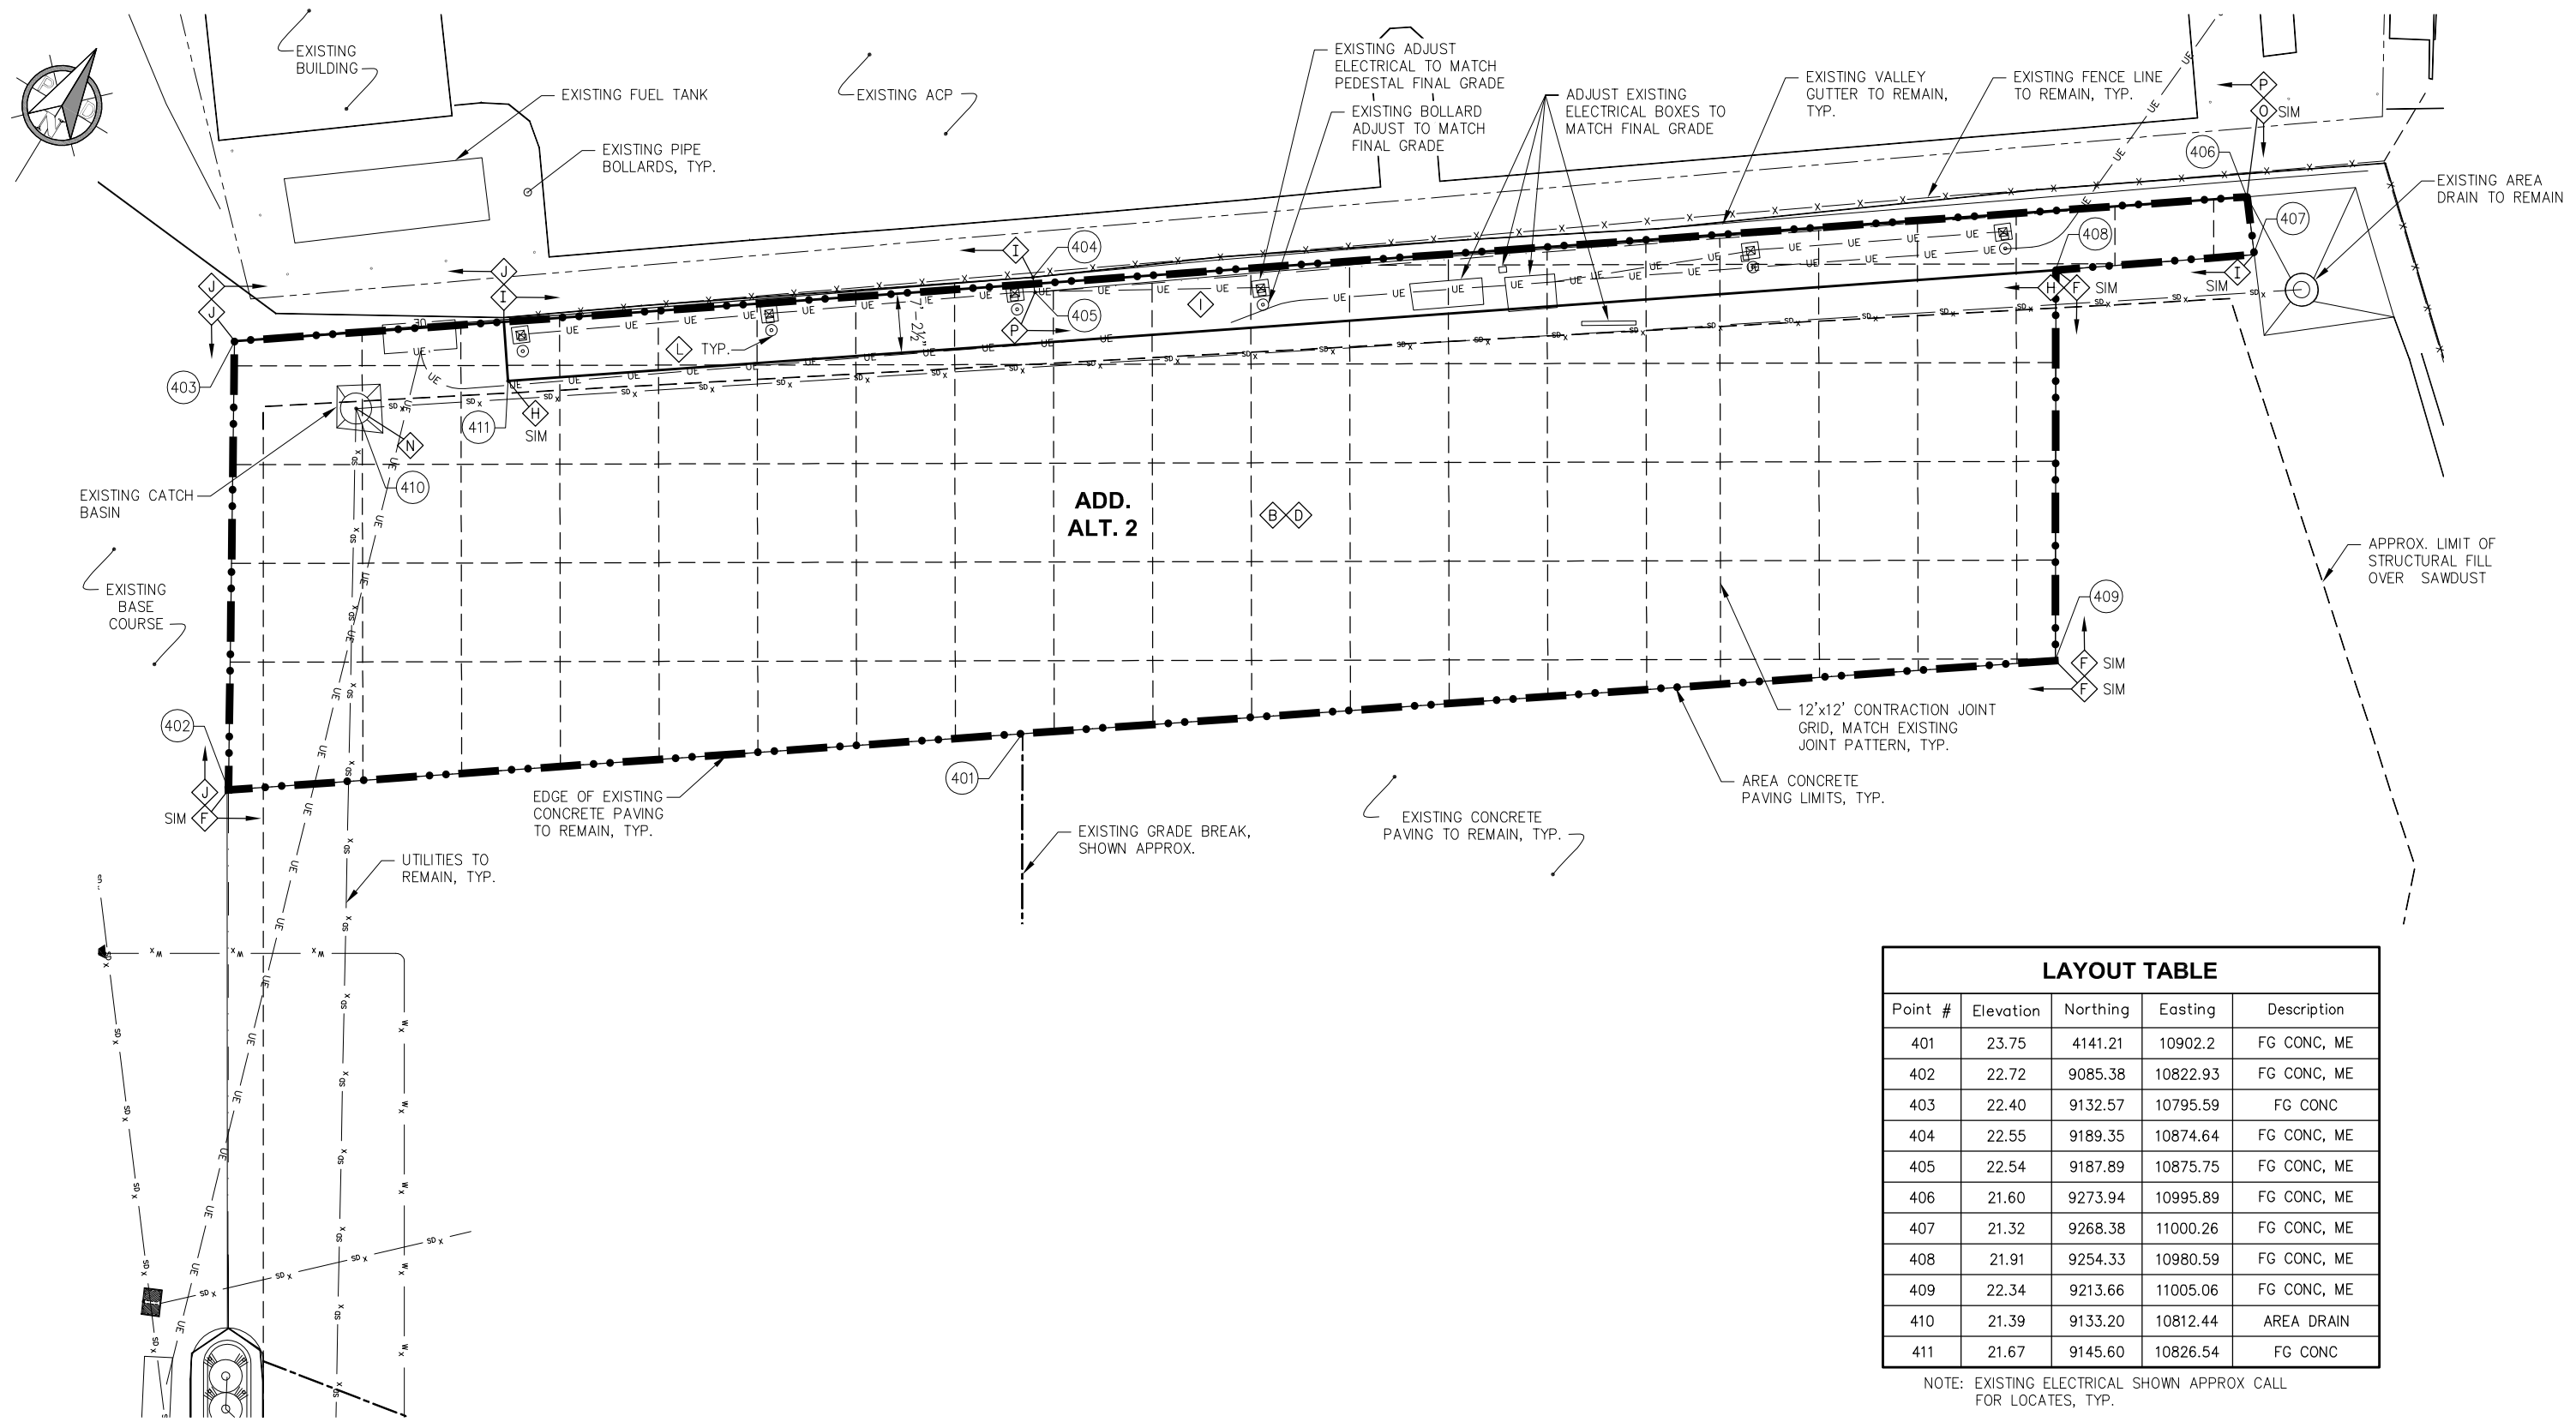 EXISTING
BUILDING
EXISTING FUEL TANK
EXISTING PIPE
BOLLARDS, TYP.
EXISTING ACP
EXISTING ADJUST
ELECTRICAL TO MATCH
PEDESTAL FINAL GRADE
EXISTING BOLLARD
ADJUST TO MATCH
FINAL GRADE
ADJUST EXISTING
ELECTRICAL BOXES TO
MATCH FINAL GRADE
EXISTING VALLEY
GUTTER TO REMAIN,
TYP.
EXISTING FENCE LINE
TO REMAIN, TYP.
P
O SIM
406
EXISTING AREA
DRAIN TO REMAIN
407
408
I
SIM
H F SIM
J
J
J
I
I
404
405
P
I
L TYP.
7'-2½"
403
411
H
SIM
N
410
EXISTING CATCH
BASIN
EXISTING
BASE
COURSE
ADD.
ALT. 2
B D
APPROX. LIMIT OF
STRUCTURAL FILL
OVER SAWDUST
409
F SIM
F SIM
402
J
SIM F
401
12'x12' CONTRACTION JOINT
GRID, MATCH EXISTING
JOINT PATTERN, TYP.
AREA CONCRETE
PAVING LIMITS, TYP.
EDGE OF EXISTING
CONCRETE PAVING
TO REMAIN, TYP.
EXISTING GRADE BREAK,
SHOWN APPROX.
EXISTING CONCRETE
PAVING TO REMAIN, TYP.
UTILITIES TO
REMAIN, TYP.
LAYOUT TABLE
Point # Elevation Northing Easting Description
401 23.75 4141.21 10902.2 FG CONC, ME
402 22.72 9085.38 10822.93 FG CONC, ME
403 22.40 9132.57 10795.59 FG CONC
404 22.55 9189.35 10874.64 FG CONC, ME
405 22.54 9187.89 10875.75 FG CONC, ME
406 21.60 9273.94 10995.89 FG CONC, ME
407 21.32 9268.38 11000.26 FG CONC, ME
408 21.91 9254.33 10980.59 FG CONC, ME
409 22.34 9213.66 11005.06 FG CONC, ME
410 21.39 9133.20 10812.44 AREA DRAIN
411 21.67 9145.60 10826.54 FG CONC
NOTE: EXISTING ELECTRICAL SHOWN APPROX CALL
FOR LOCATES, TYP.